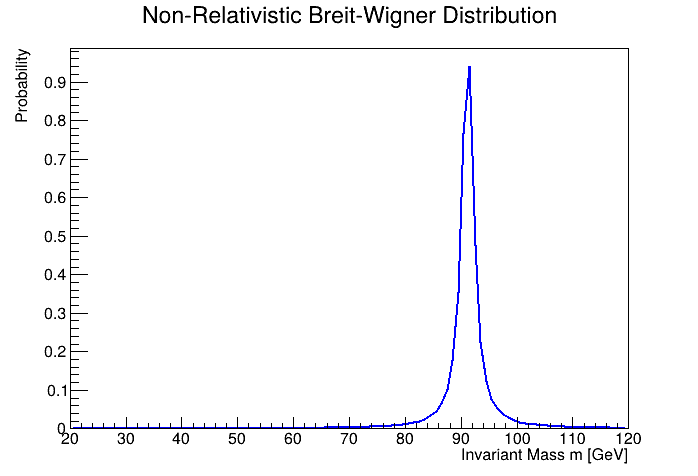 Non-Relativistic Breit-Wigner Distribution
Probability
0.9
0.8
0.7
0.6
0.5
0.4
0.3
0.2
0.1
0
20 30 40 50 60 70 80 90 100 110 120
Invariant Mass m [GeV]